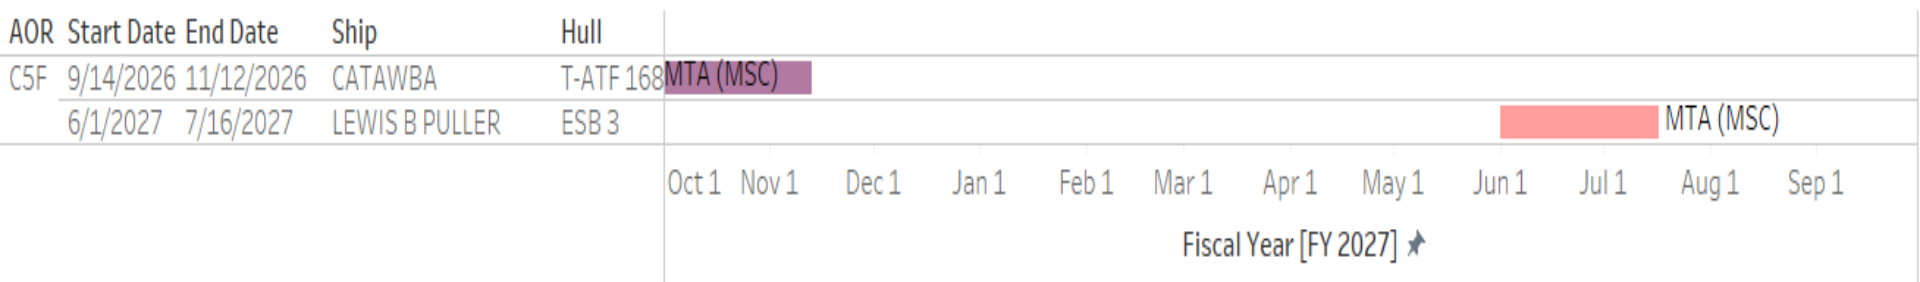 AOR Start Date End Date Ship Hull
C5F 9/14/2026 11/12/2026 CATAWBA T-ATF 168 MTA (MSC)
6/1/2027 7/16/2027 LEWIS B PULLER ESB 3 MTA (MSC)
Oct 1 Nov 1 Dec 1 Jan 1 Feb 1 Mar 1 Apr 1 May 1 Jun 1 Jul 1 Aug 1 Sep 1
Fiscal Year [FY 2027]